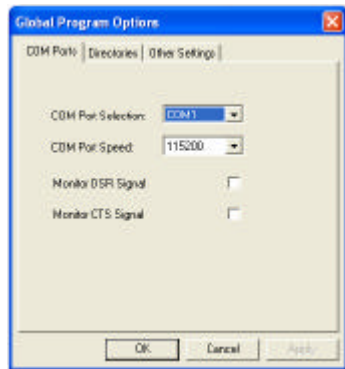 Global Program Options
COM Ports Directories Other Settings
COM Port Selection: COM1
COM Port Speed: 115200
Monitor DSR Signal
Monitor CTS Signal
OK Cancel Apply